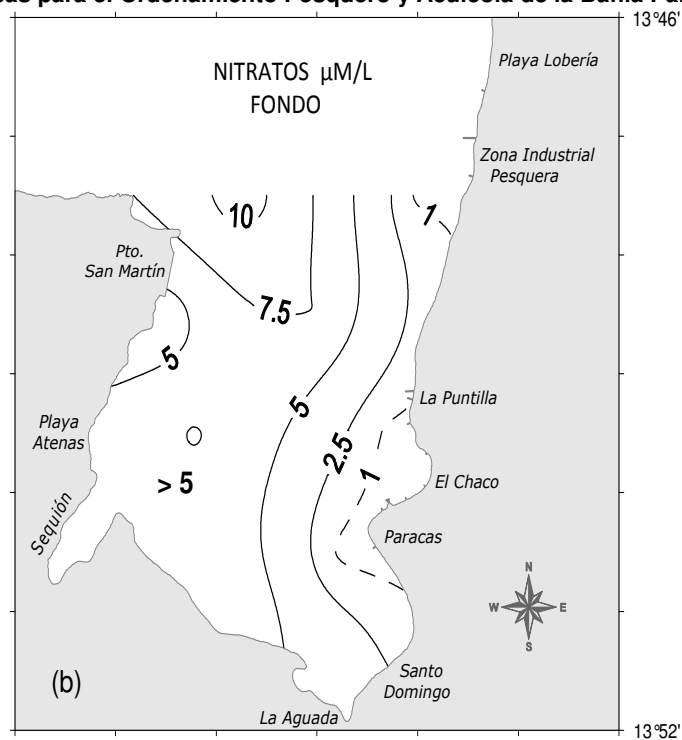 para el Ordenamiento Pesquero y Acuícola de la Bahía
13°46'
Playa Lobería
NITRATOS µM/L
FONDO
Zona Industrial
Pesquera
10
1
Pto.
San Martín
7.5
5
5
La Puntilla
Playa
Atenas
2.5
1
> 5
El Chaco
Sequión
Paracas
N
W
E
S
(b)
Santo
Domingo
La Aguada
13°52'